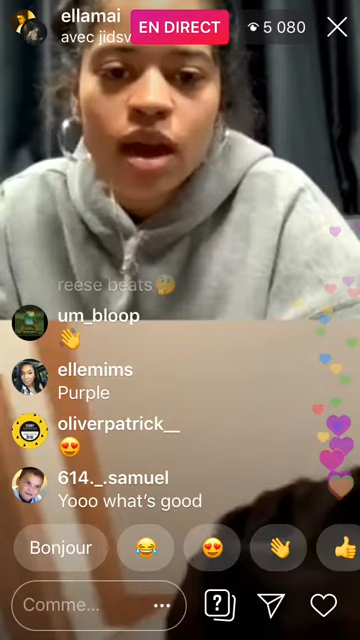 ellamai
avec jidsv
EN DIRECT
5 080
reese beats🤔
um_bloop
👋
ellemims
Purple
oliverpatrick__
😍
614._.samuel
Yooo what's good
Bonjour 😂 😍 👋 👍
Comme... •••